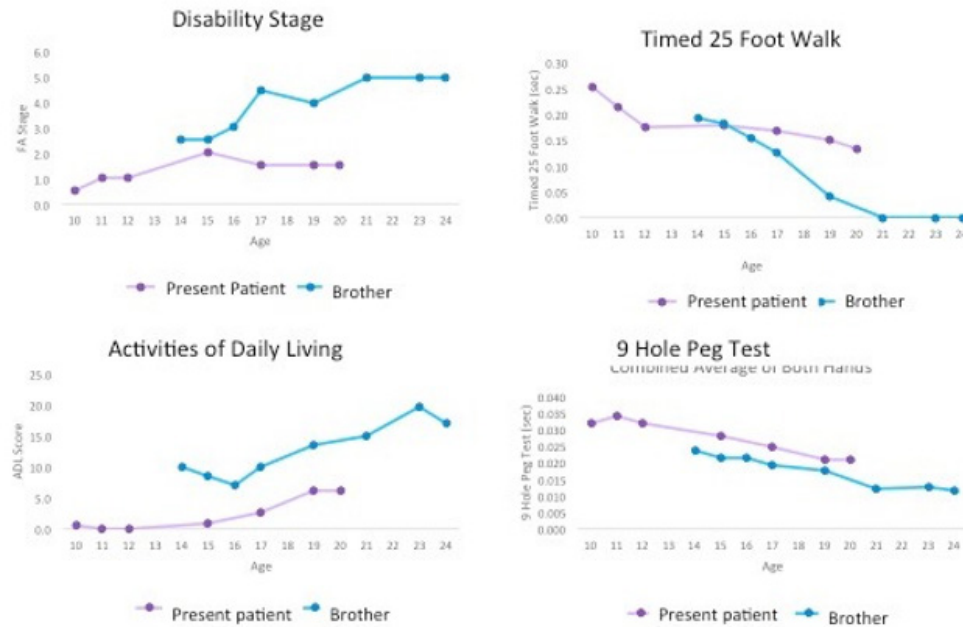 Disability Stage
6.0
5.0
4.0
3.0
2.0
1.0
0.0
FA Stage
10 11 12 13 14 15 16 17 18 19 20 21 22 23 24
Age
Present Patient Brother
Timed 25 Foot Walk
0.30
0.25
0.20
0.15
0.10
0.05
0.00
Timed 25 Foot Walk (sec)
10 11 12 13 14 15 16 17 18 19 20 21 22 23 24
Age
Present patient Brother
Activities of Daily Living
25.0
20.0
15.0
10.0
5.0
0.0
ADL Score
10 11 12 13 14 15 16 17 18 19 20 21 22 23 24
Age
Present patient Brother
9 Hole Peg Test
Combined Average of Both Hands
0.040
0.035
0.030
0.025
0.020
0.015
0.010
0.005
0.000
9 Hole Peg Test (sec)
10 11 12 13 14 15 16 17 18 19 20 21 22 23 24
Age
Present patient Brother